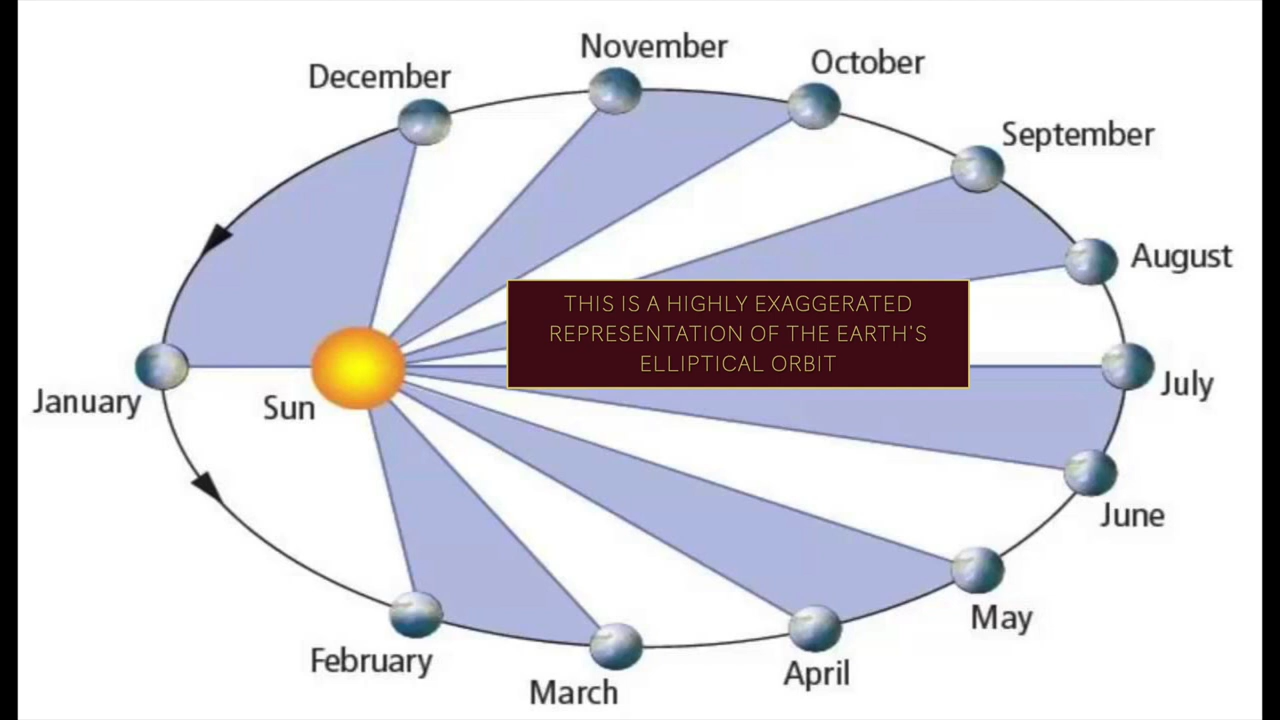 November
October
December
September
August
THIS IS A HIGHLY EXAGGERATED
REPRESENTATION OF THE EARTH'S
ELLIPTICAL ORBIT
July
January
Sun
June
May
February
April
March